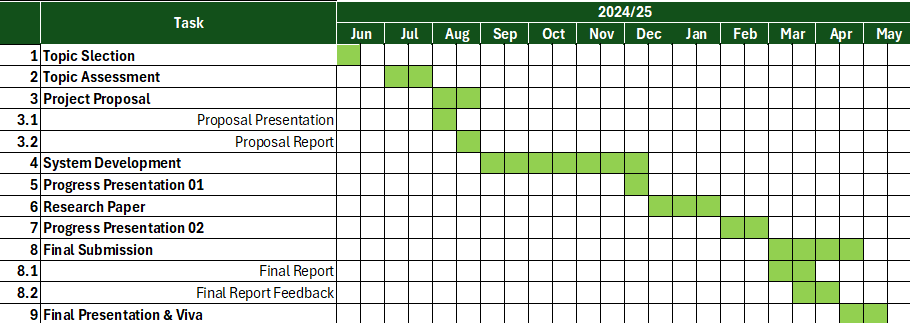 Task
2024/25
Jun Jul Aug Sep Oct Nov Dec Jan Feb Mar Apr May
1 Topic Slection
2 Topic Assessment
3 Project Proposal
3.1 Proposal Presentation
3.2 Proposal Report
4 System Development
5 Progress Presentation 01
6 Research Paper
7 Progress Presentation 02
8 Final Submission
8.1 Final Report
8.2 Final Report Feedback
9 Final Presentation & Viva